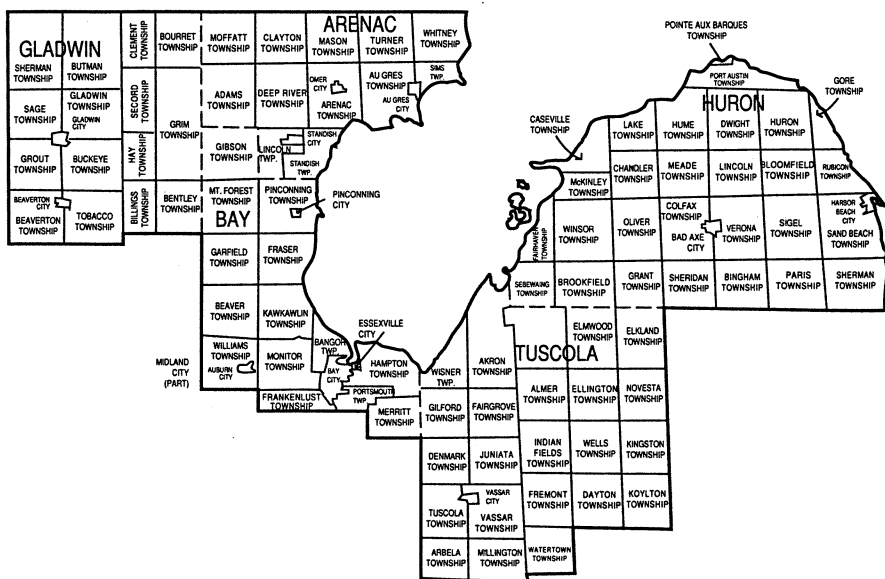 GLADWIN
ARENAC
HURON
BAY
TUSCOLA
SHERMAN
TOWNSHIP
BUTMAN
TOWNSHIP
SAGE
TOWNSHIP
GLADWIN
TOWNSHIP
GLADWIN
CITY
GROUT
TOWNSHIP
BUCKEYE
TOWNSHIP
BEAVERTON
CITY
BEAVERTON
TOWNSHIP
TOBACCO
TOWNSHIP
CLEMENT
TOWNSHIP
SECORD
TOWNSHIP
HAY
TOWNSHIP
BILLINGS
TOWNSHIP
BOURRET
TOWNSHIP
GRIM
TOWNSHIP
BENTLEY
TOWNSHIP
MOFFATT
TOWNSHIP
CLAYTON
TOWNSHIP
MASON
TOWNSHIP
TURNER
TOWNSHIP
WHITNEY
TOWNSHIP
ADAMS
TOWNSHIP
DEEP RIVER
TOWNSHIP
OMER
CITY
ARENAC
TOWNSHIP
AU GRES
TOWNSHIP
AU GRES
CITY
SIMS
TWP.
GIBSON
TOWNSHIP
LINCOLN
TWP.
STANDISH
CITY
STANDISH
TWP.
MT. FOREST
TOWNSHIP
PINCONNING
TOWNSHIP
PINCONNING
CITY
GARFIELD
TOWNSHIP
FRASER
TOWNSHIP
BEAVER
TOWNSHIP
KAWKAWLIN
TOWNSHIP
WILLIAMS
TOWNSHIP
AUBURN
CITY
MIDLAND
CITY
(PART)
MONITOR
TOWNSHIP
BANGOR
TWP.
BAY
CITY
ESSEXVILLE
CITY
HAMPTON
TOWNSHIP
PORTSMOUTH
TWP.
FRANKENLUST
TOWNSHIP
MERRITT
TOWNSHIP
POINTE AUX BARQUES
TOWNSHIP
PORT AUSTIN
TOWNSHIP
GORE
TOWNSHIP
CASEVILLE
TOWNSHIP
LAKE
TOWNSHIP
HUME
TOWNSHIP
DWIGHT
TOWNSHIP
HURON
TOWNSHIP
McKINLEY
TOWNSHIP
CHANDLER
TOWNSHIP
MEADE
TOWNSHIP
LINCOLN
TOWNSHIP
BLOOMFIELD
TOWNSHIP
RUBICON
TOWNSHIP
FAIRHAVEN
TOWNSHIP
WINSOR
TOWNSHIP
OLIVER
TOWNSHIP
COLFAX
TOWNSHIP
BAD AXE
CITY
VERONA
TOWNSHIP
SIGEL
TOWNSHIP
HARBOR
BEACH
CITY
SAND BEACH
TOWNSHIP
SEBEWAING
TOWNSHIP
BROOKFIELD
TOWNSHIP
GRANT
TOWNSHIP
SHERIDAN
TOWNSHIP
BINGHAM
TOWNSHIP
PARIS
TOWNSHIP
SHERMAN
TOWNSHIP
WISNER
TWP.
AKRON
TOWNSHIP
ELMWOOD
TOWNSHIP
ELKLAND
TOWNSHIP
GILFORD
TOWNSHIP
FAIRGROVE
TOWNSHIP
ALMER
TOWNSHIP
ELLINGTON
TOWNSHIP
NOVESTA
TOWNSHIP
DENMARK
TOWNSHIP
JUNIATA
TOWNSHIP
INDIAN
FIELDS
TOWNSHIP
WELLS
TOWNSHIP
KINGSTON
TOWNSHIP
TUSCOLA
TOWNSHIP
VASSAR
CITY
VASSAR
TOWNSHIP
FREMONT
TOWNSHIP
DAYTON
TOWNSHIP
KOYLTON
TOWNSHIP
ARBELA
TOWNSHIP
MILLINGTON
TOWNSHIP
WATERTOWN
TOWNSHIP